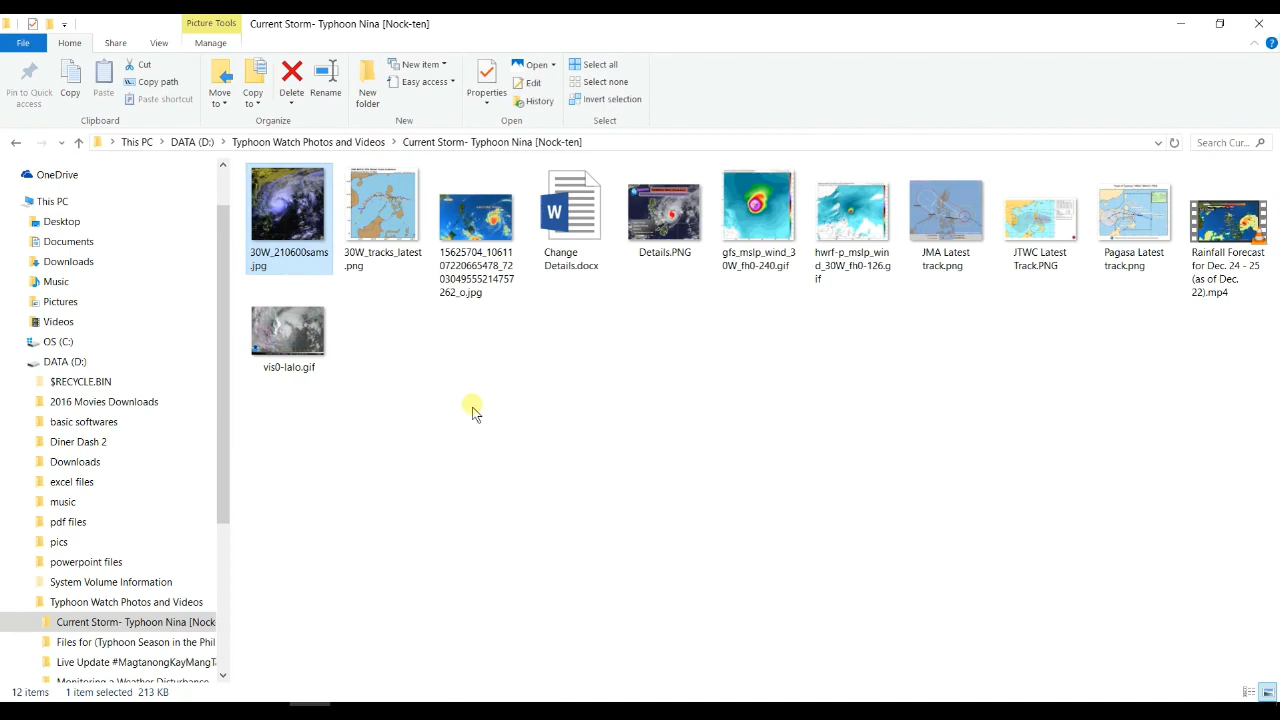 Picture Tools
Current Storm- Typhoon Nina [Nock-ten]
File
Home
Share
View
Manage
Pin to Quick access
Copy
Paste
Cut
Copy path
Paste shortcut
Clipboard
Move to
Copy to
Delete
Rename
Organize
New folder
New item
Easy access
New
Properties
Open
Edit
History
Open
Select all
Select none
Invert selection
Select
This PC
DATA (D:)
Typhoon Watch Photos and Videos
Current Storm- Typhoon Nina [Nock-ten]
Search Cur...
OneDrive
This PC
Desktop
Documents
Downloads
Music
Pictures
Videos
OS (C:)
DATA (D:)
$RECYCLE.BIN
2016 Movies Downloads
basic softwares
Diner Dash 2
Downloads
excel files
music
pdf files
pics
powerpoint files
System Volume Information
Typhoon Watch Photos and Videos
Current Storm- Typhoon Nina [Nock
Files for (Typhoon Season in the Phil
Live Update #MagtanongKayMangT
Monitoring a Weather Disturbance
30W_210600sams
.jpg
30W_tracks_latest
.png
15625704_10611
07220665478_72
03049555214757
262_o.jpg
Change
Details.docx
Details.PNG
gfs_mslp_wind_3
0W_fh0-240.gif
hwrf-p_mslp_win
d_30W_fh0-126.g
if
JMA Latest
track.png
JTWC Latest
Track.PNG
Pagasa Latest
track.png
Rainfall Forecast
for Dec. 24 - 25
(as of Dec.
22).mp4
vis0-lalo.gif
12 items
1 item selected 213 KB